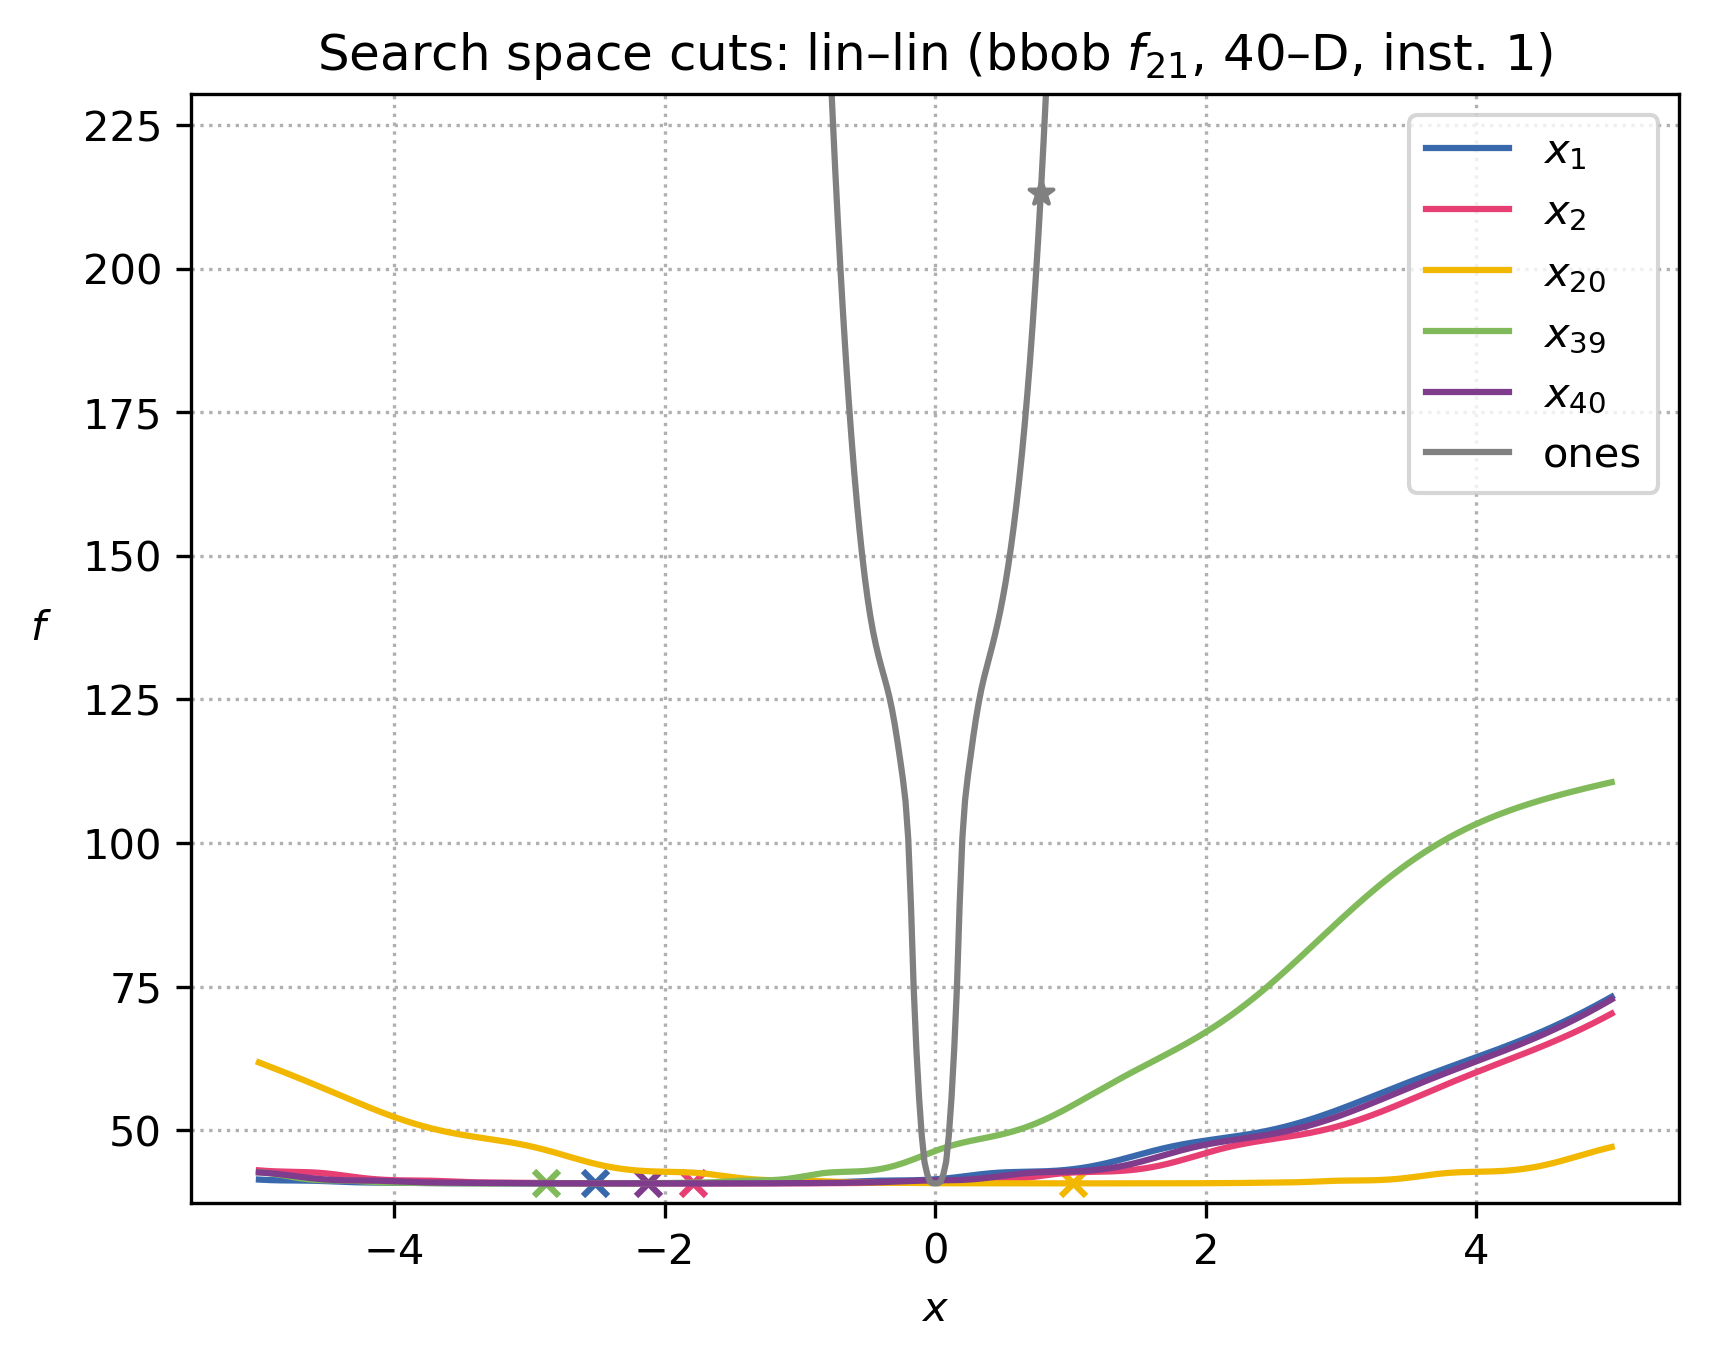 Search space cuts: lin–lin (bbob f₂₁, 40–D, inst. 1)
225
200
175
150
125
100
75
50
f
x₁
x₂
x₂₀
x₃₉
x₄₀
ones
−4
−2
0
2
4
x